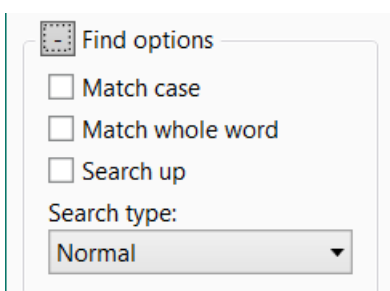 - Find options
Match case
Match whole word
Search up
Search type:
Normal